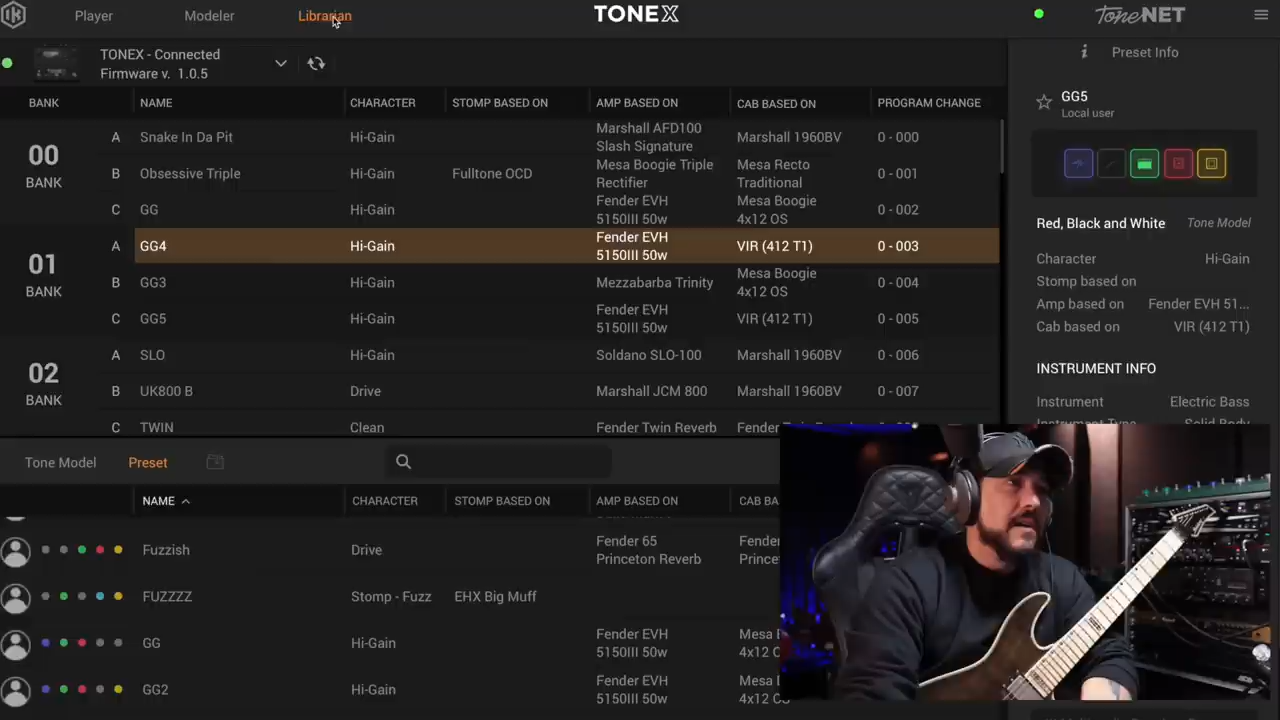 Player Modeler Librarian TONEX ToneNET
TONEX - Connected
Firmware v. 1.0.5
Preset Info
BANK NAME CHARACTER STOMP BASED ON AMP BASED ON CAB BASED ON PROGRAM CHANGE
00
BANK
A Snake In Da Pit Hi-Gain Marshall AFD100 Slash Signature Marshall 1960BV 0 - 000
B Obsessive Triple Hi-Gain Fulltone OCD Mesa Boogie Triple Rectifier Mesa Recto Traditional 0 - 001
C GG Hi-Gain Fender EVH 5150III 50w Mesa Boogie 4x12 OS 0 - 002
01
BANK
A GG4 Hi-Gain Fender EVH 5150III 50w VIR (412 T1) 0 - 003
B GG3 Hi-Gain Mezzabarba Trinity Mesa Boogie 4x12 OS 0 - 004
C GG5 Hi-Gain Fender EVH 5150III 50w VIR (412 T1) 0 - 005
02
BANK
A SLO Hi-Gain Soldano SLO-100 Marshall 1960BV 0 - 006
B UK800 B Drive Marshall JCM 800 Marshall 1960BV 0 - 007
C TWIN Clean Fender Twin Reverb
GG5
Local user
Red, Black and White Tone Model
Character Hi-Gain
Stomp based on
Amp based on Fender EVH 51...
Cab based on VIR (412 T1)
INSTRUMENT INFO
Instrument Electric Bass
Tone Model Preset
NAME CHARACTER STOMP BASED ON AMP BASED ON CAB BA
Fuzzish Drive Fender 65 Princeton Reverb
FUZZZZ Stomp - Fuzz EHX Big Muff
GG Hi-Gain Fender EVH 5150III 50w Mesa 4x12
GG2 Hi-Gain Fender EVH 5150III 50w Mesa 4x12